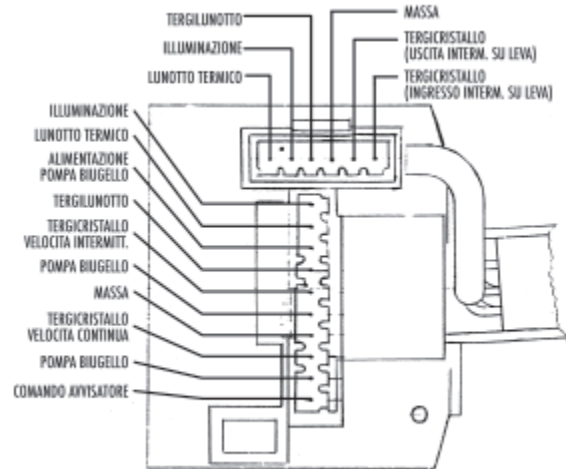 TERGILUNOTTO
MASSA
ILLUMINAZIONE
TERGICRISTALLO
(USCITA INTERM. SU LEVA)
LUNOTTO TERMICO
TERGICRISTALLO
(INGRESSO INTERM. SU LEVA)
ILLUMINAZIONE
LUNOTTO TERMICO
ALIMENTAZIONE
POMPA BIUGELLO
TERGILUNOTTO
TERGICRISTALLO
VELOCITA INTERMITT.
POMPA BIUGELLO
MASSA
TERGICRISTALLO
VELOCITA CONTINUA
POMPA BIUGELLO
COMANDO AVVISATORE